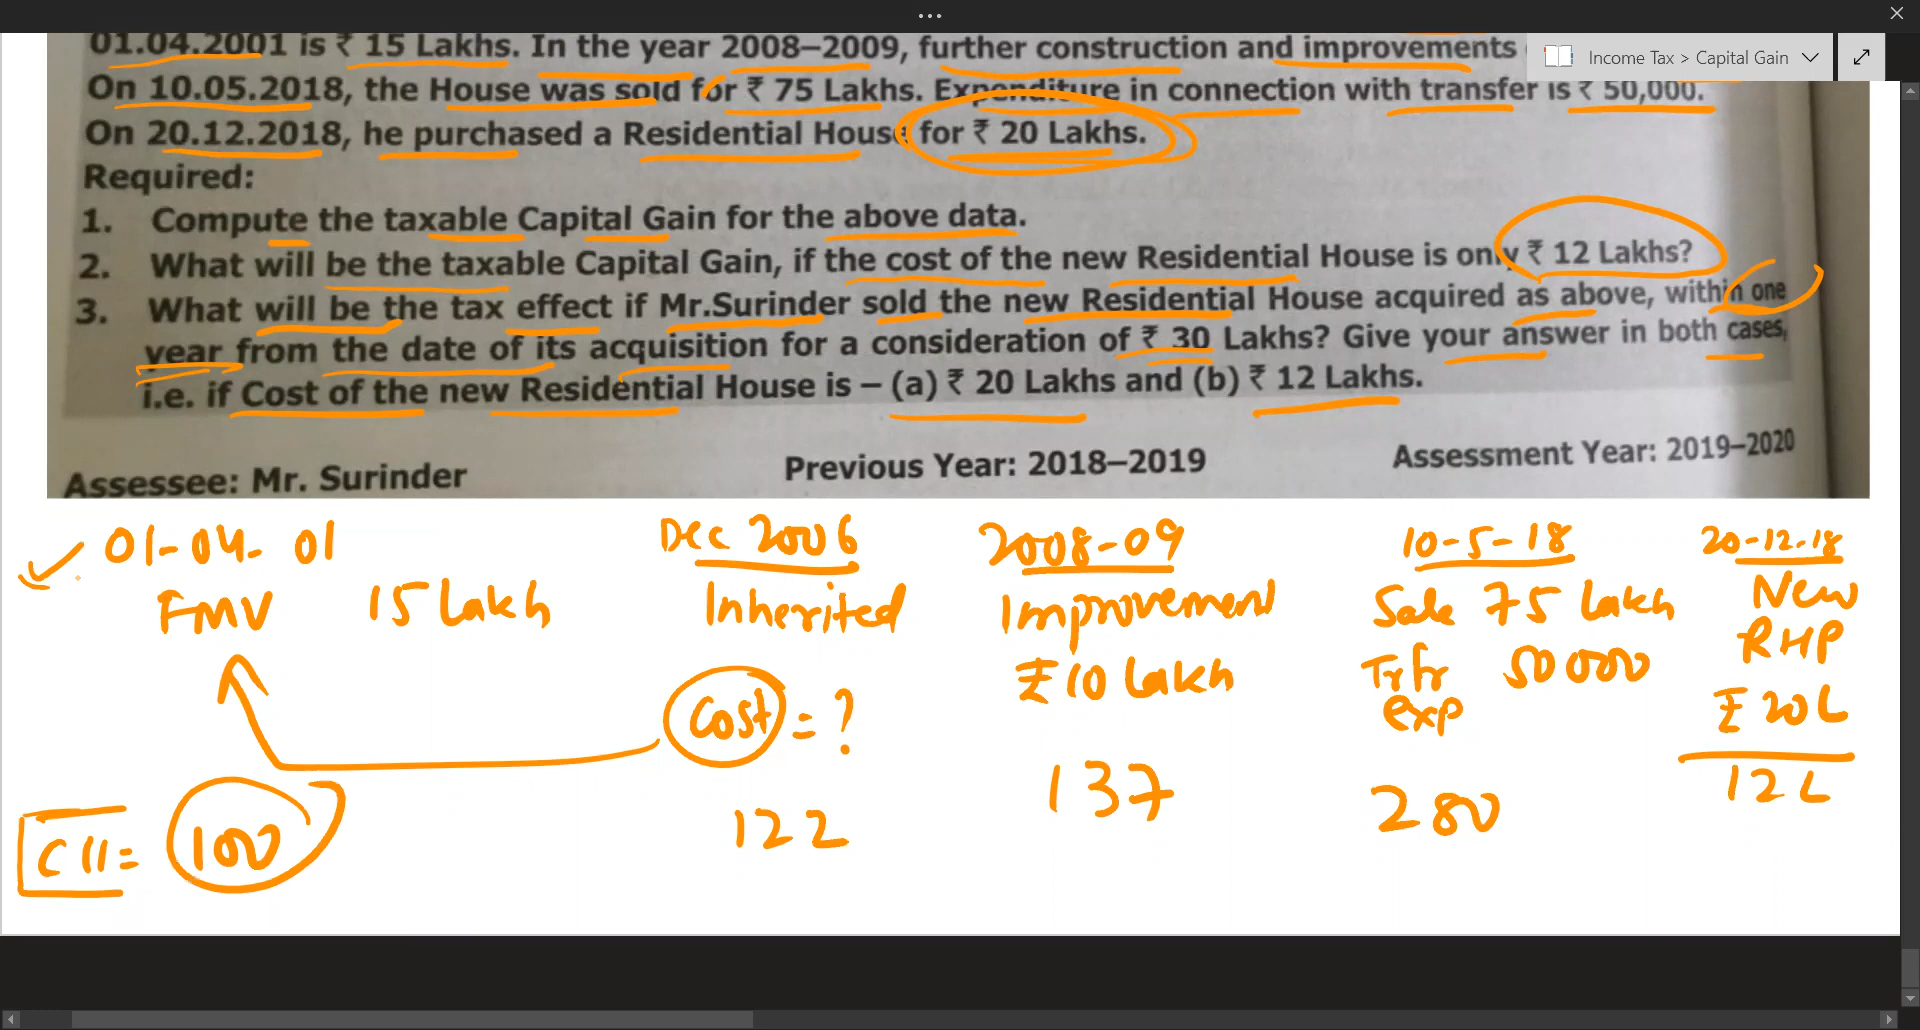 01.04.2001 is ₹ 15 Lakhs. In the year 2008–2009, further construction and improvements
Income Tax > Capital Gain
On 10.05.2018, the House was sold for ₹ 75 Lakhs. Expenditure in connection with transfer is ₹ 50,000.
On 20.12.2018, he purchased a Residential House for ₹ 20 Lakhs.
Required:
1. Compute the taxable Capital Gain for the above data.
2. What will be the taxable Capital Gain, if the cost of the new Residential House is only ₹ 12 Lakhs?
3. What will be the tax effect if Mr.Surinder sold the new Residential House acquired as above, within one
year from the date of its acquisition for a consideration of ₹ 30 Lakhs? Give your answer in both cases,
i.e. if Cost of the new Residential House is – (a) ₹ 20 Lakhs and (b) ₹ 12 Lakhs.
Assessee: Mr. Surinder Previous Year: 2018–2019 Assessment Year: 2019–2020
01-04-01 Dec 2006 2008-09 10-5-18 20-12-18
FMV 15 Lakh Inherited Improvement Sale 75 Lakh New
RHP
₹10 Lakh Trfr 50000
exp
Cost = ? ₹20L
137 12L
CII = 100 122 280